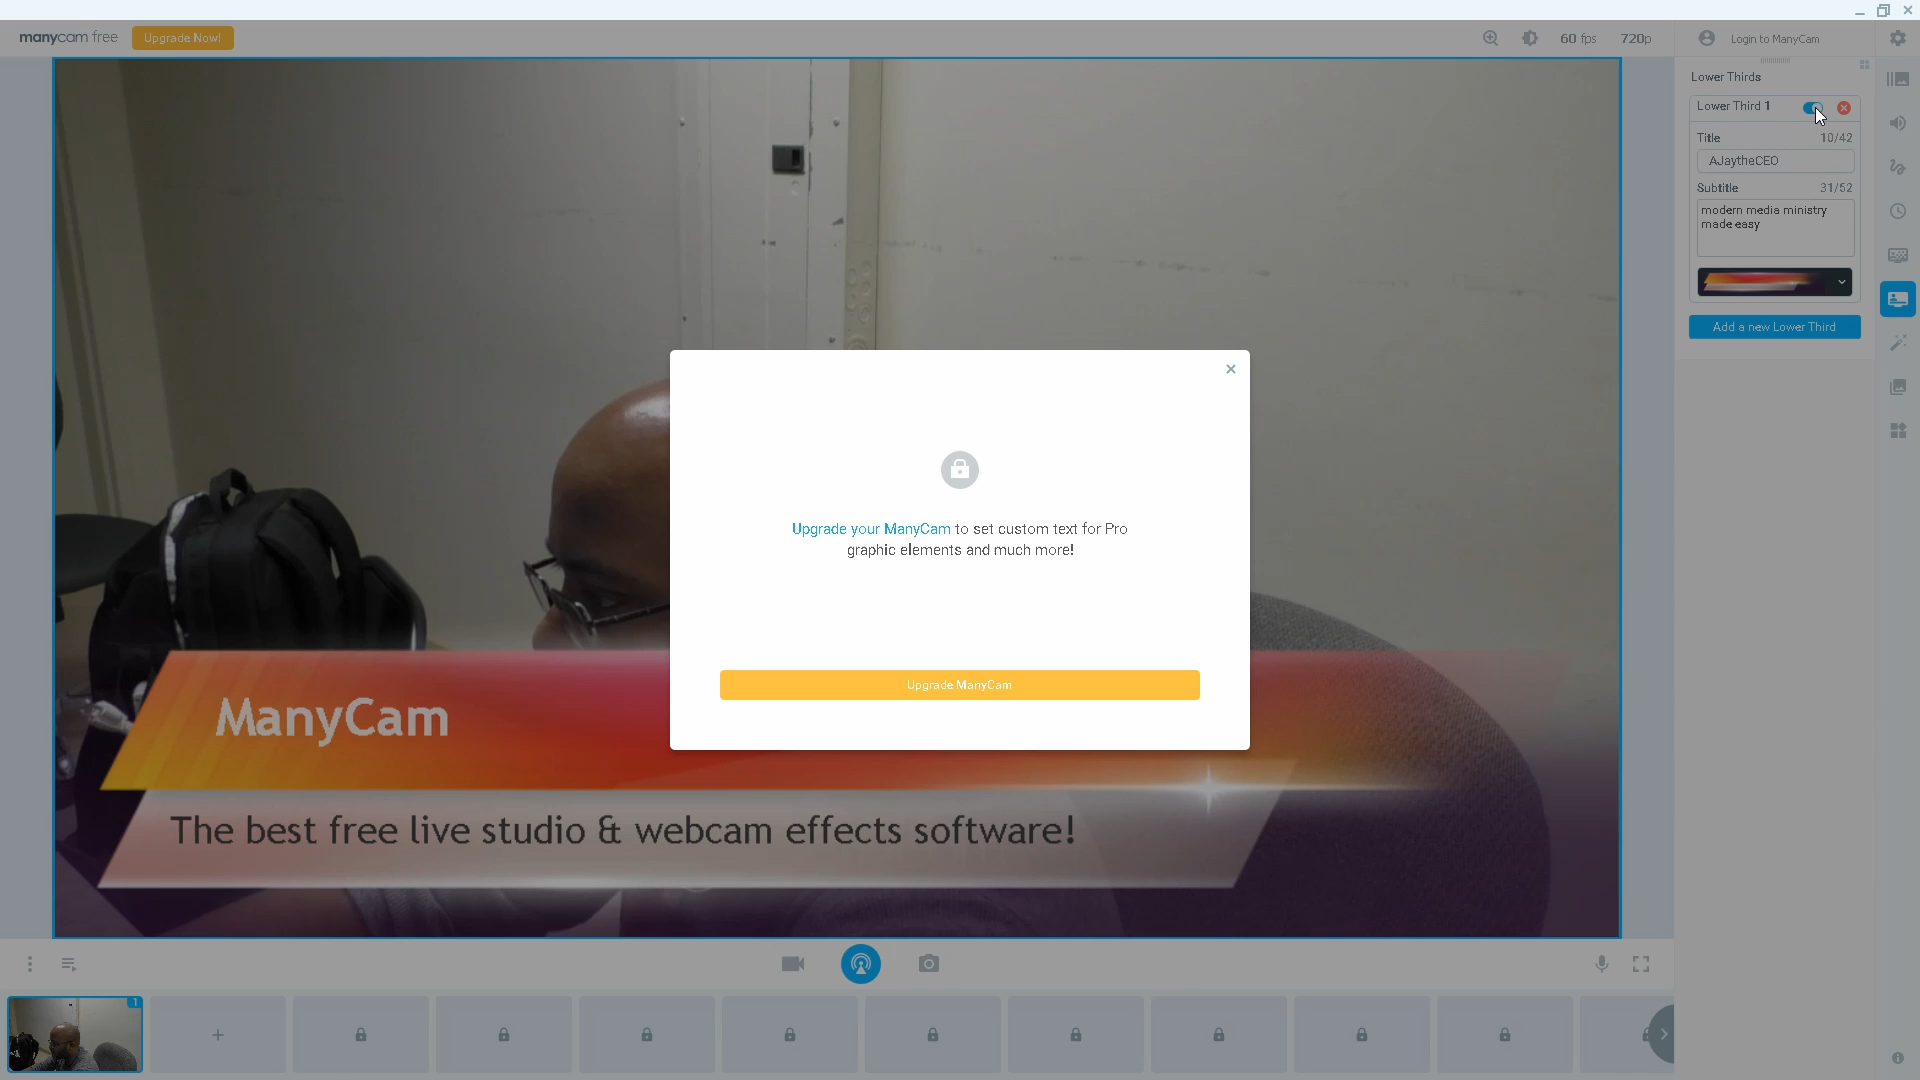 manycam free
Upgrade Now!
60 fps
720p
Login to ManyCam
Lower Thirds
Lower Third 1
Title
10/42
AJaytheCEO
Subtitle
31/52
modern media ministry
made easy
Add a new Lower Third
Upgrade your ManyCam to set custom text for Pro
graphic elements and much more!
Upgrade ManyCam
ManyCam
The best free live studio & webcam effects software!
1